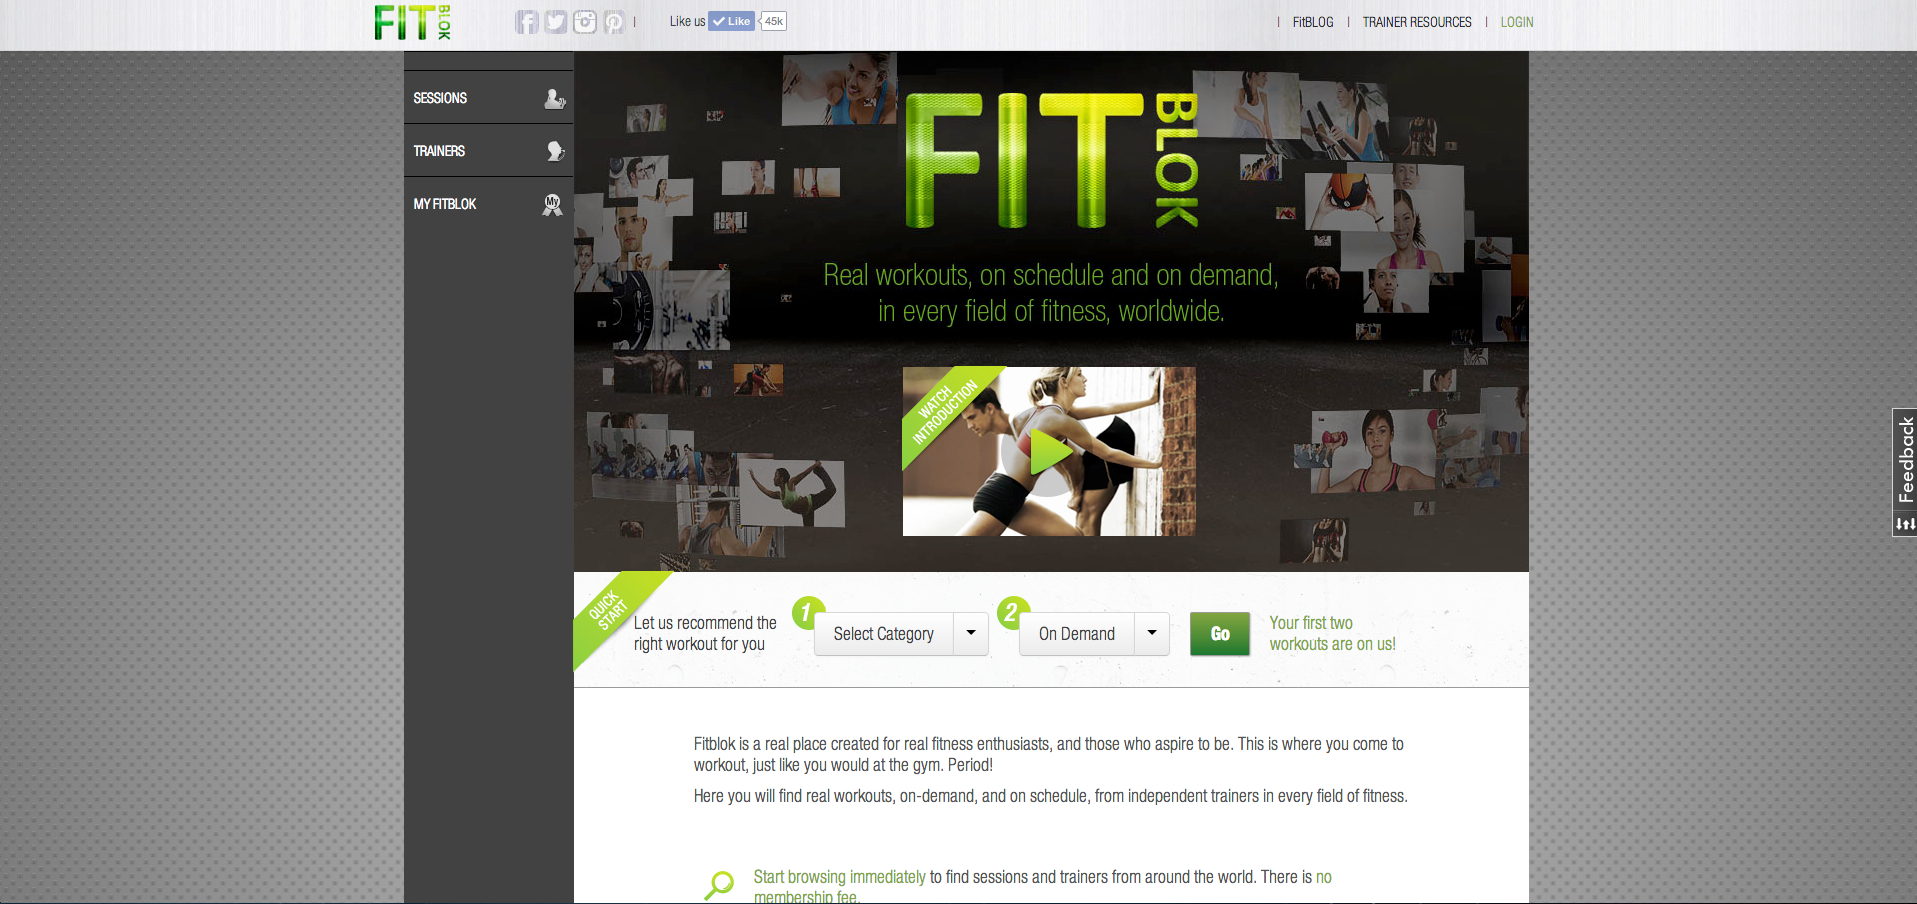 FIT BLOK
Like us Like 45k
FitBLOG
TRAINER RESOURCES
LOGIN
SESSIONS
TRAINERS
MY FITBLOK
My
FIT BLOK
Real workouts, on schedule and on demand,
in every field of fitness, worldwide.
WATCH
INTRODUCTION
Feedback
QUICK
START
Let us recommend the
right workout for you
1
Select Category
2
On Demand
Go
Your first two
workouts are on us!
Fitblok is a real place created for real fitness enthusiasts, and those who aspire to be. This is where you come to
workout, just like you would at the gym. Period!
Here you will find real workouts, on-demand, and on schedule, from independent trainers in every field of fitness.
Start browsing immediately to find sessions and trainers from around the world. There is no
membership fee.